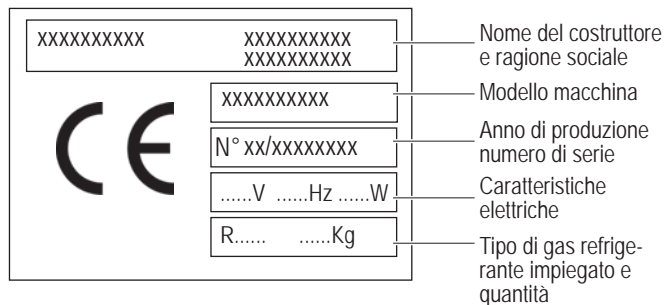 xxxxxxxxxx xxxxxxxxxx
xxxxxxxxxx
Nome del costruttore
e ragione sociale
CE
xxxxxxxxxx
Modello macchina
N° xx/xxxxxxxx
Anno di produzione
numero di serie
......V ......Hz ......W
Caratteristiche
elettriche
R...... ......Kg
Tipo di gas refrige-
rante impiegato e
quantità